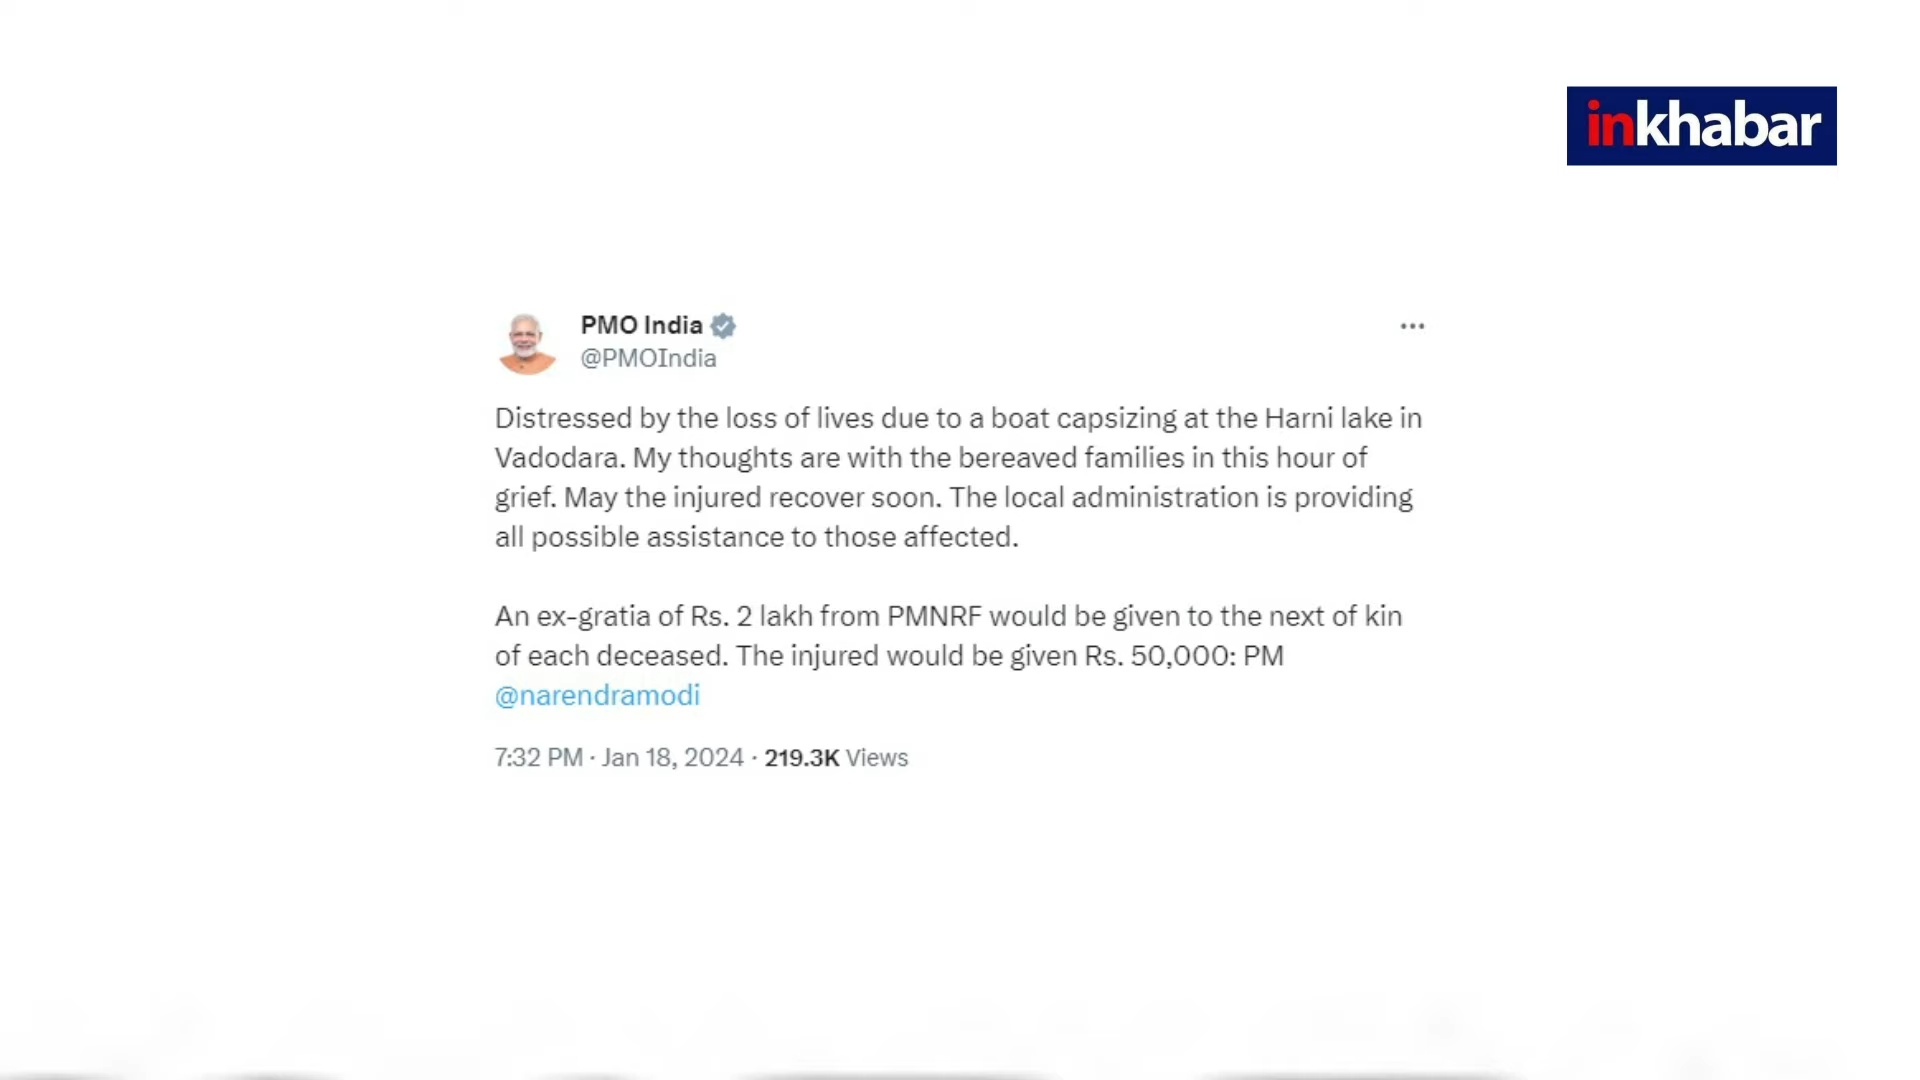 inkhabar
PMO India
@PMOIndia
Distressed by the loss of lives due to a boat capsizing at the Harni lake in
Vadodara. My thoughts are with the bereaved families in this hour of
grief. May the injured recover soon. The local administration is providing
all possible assistance to those affected.
An ex-gratia of Rs. 2 lakh from PMNRF would be given to the next of kin
of each deceased. The injured would be given Rs. 50,000: PM
@narendramodi
7:32 PM · Jan 18, 2024 · 219.3K Views